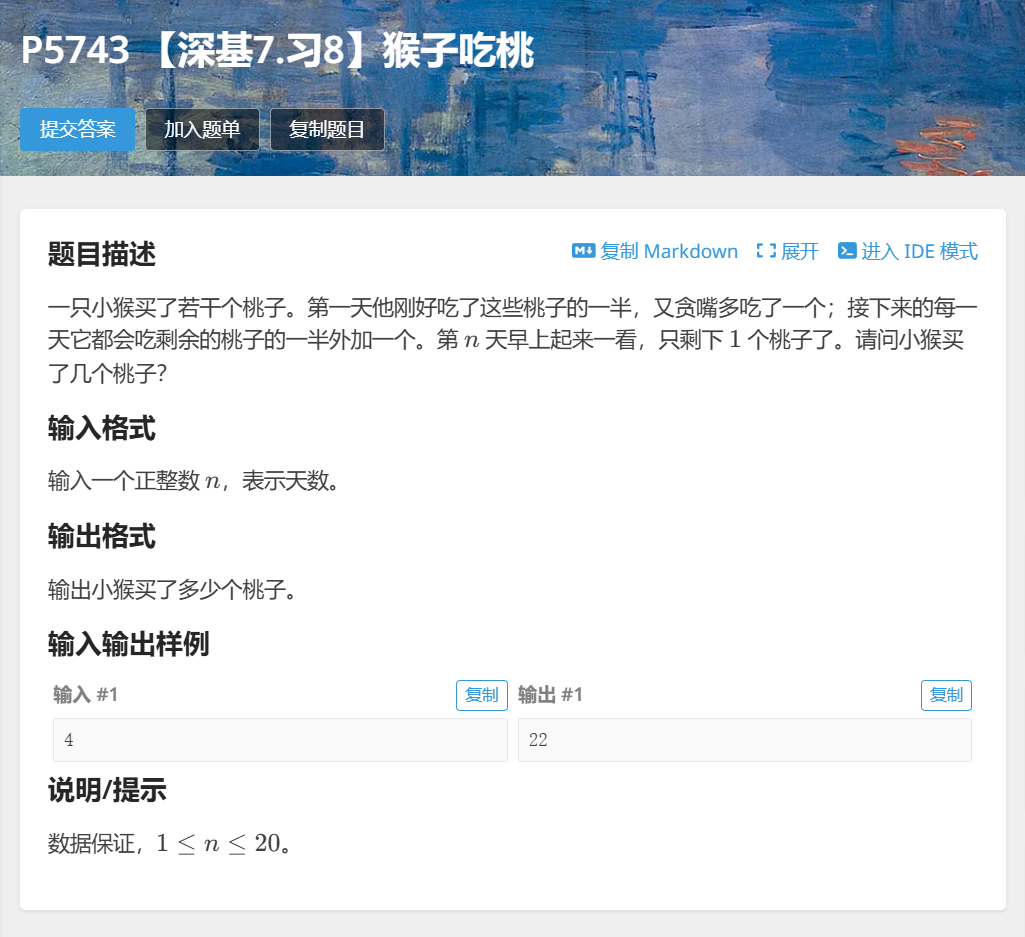 P5743 【深基7.习8】猴子吃桃
提交答案 加入题单 复制题目
题目描述 复制 Markdown 展开 进入 IDE 模式
一只小猴买了若干个桃子。第一天他刚好吃了这些桃子的一半，又贪嘴多吃了一个；接下来的每一
天它都会吃剩余的桃子的一半外加一个。第 n 天早上起来一看，只剩下 1 个桃子了。请问小猴买
了几个桃子？
输入格式
输入一个正整数 n，表示天数。
输出格式
输出小猴买了多少个桃子。
输入输出样例
输入 #1 复制 输出 #1 复制
4 22
说明/提示
数据保证，1 ≤ n ≤ 20。